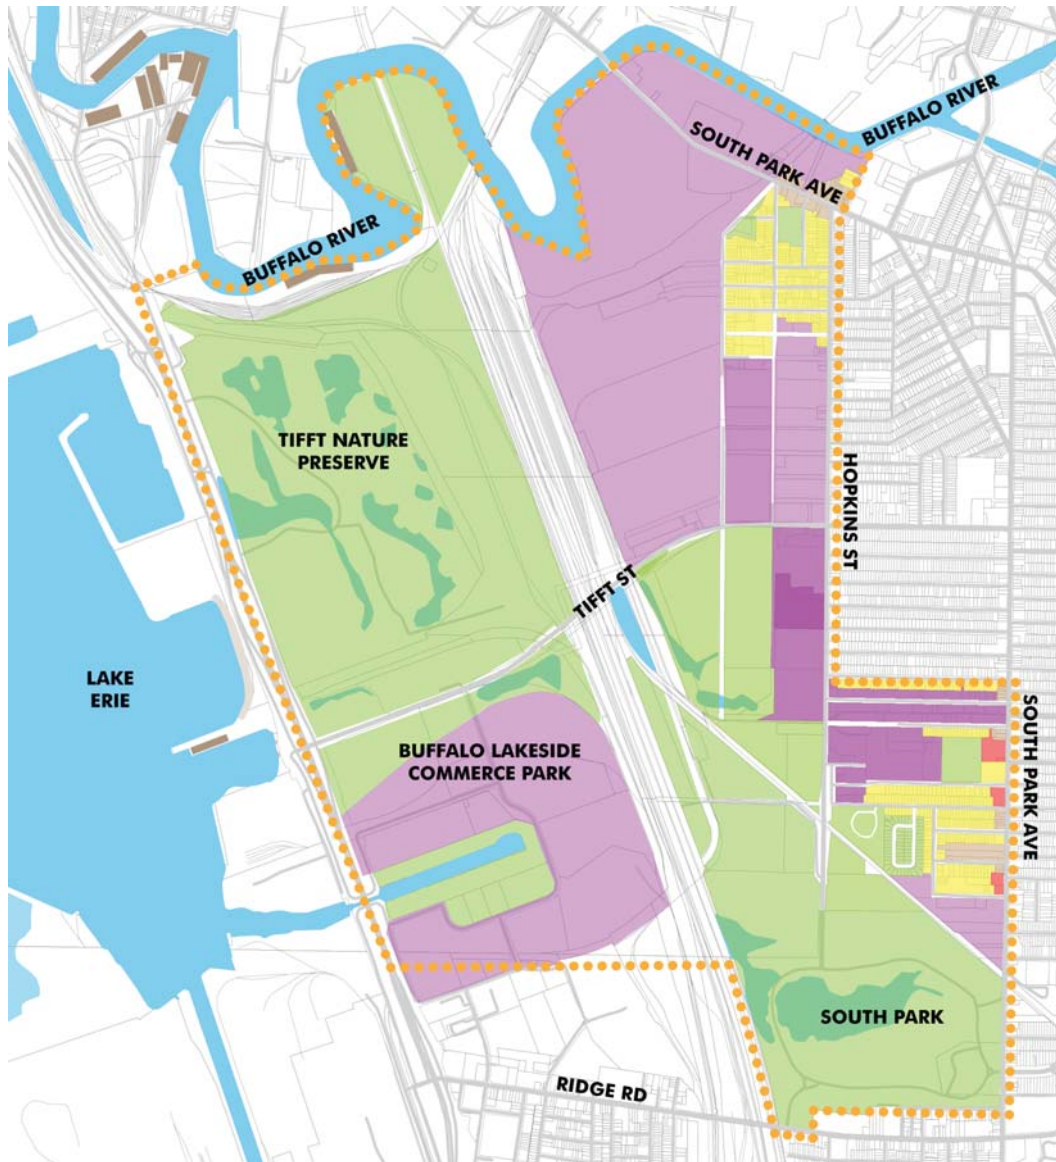 BUFFALO RIVER
SOUTH PARK AVE
BUFFALO RIVER
TIFFT NATURE
PRESERVE
HOPKINS ST
TIFFT ST
LAKE
ERIE
BUFFALO LAKESIDE
COMMERCE PARK
SOUTH PARK AVE
SOUTH PARK
RIDGE RD